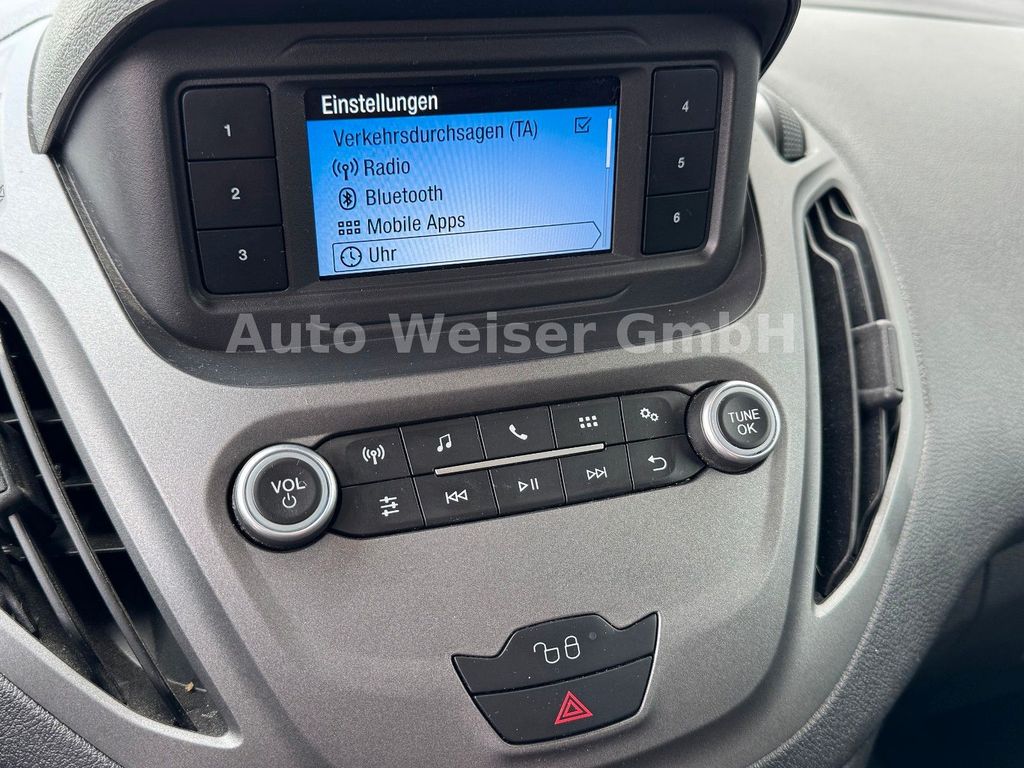 Einstellungen
Verkehrsdurchsagen (TA)
Radio
Bluetooth
Mobile Apps
Uhr
1
2
3
4
5
6
Auto Weiser GmbH
VOL
TUNE
OK